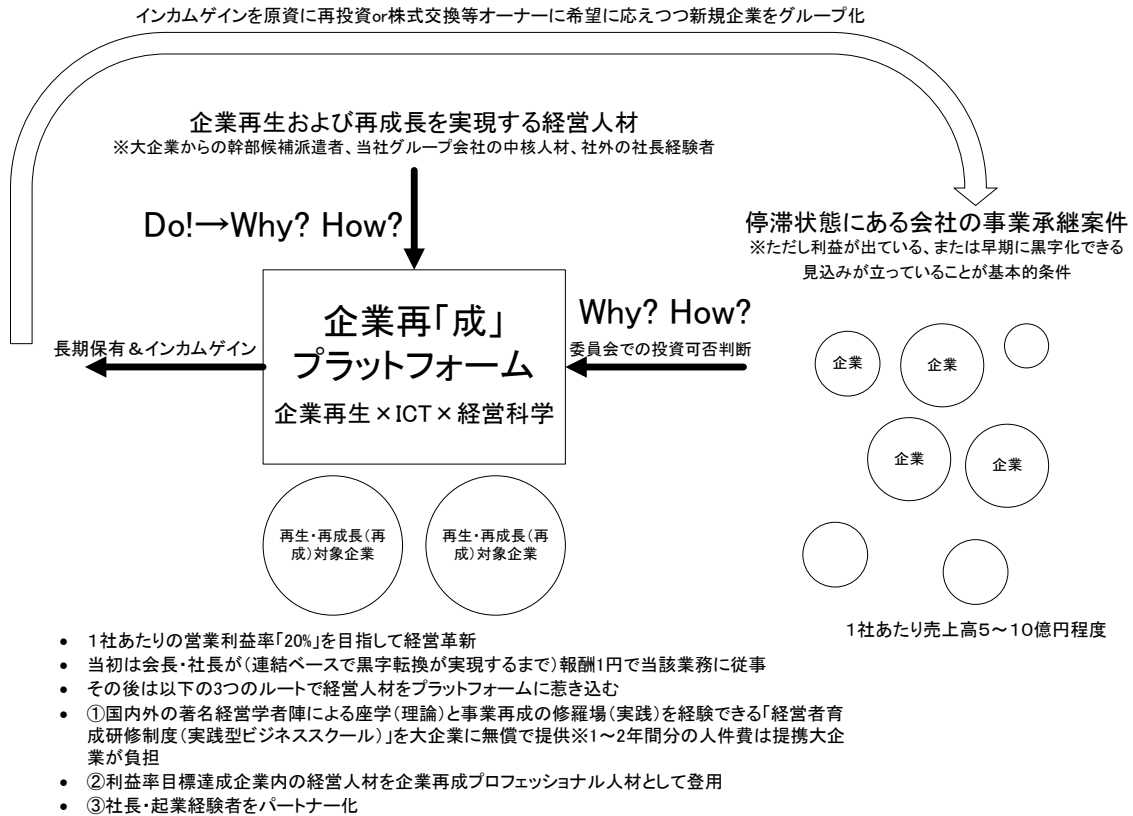 インカムゲインを原資に再投資or株式交換等オーナーに希望に応えつつ新規企業をグループ化
企業再生および再成長を実現する経営人材
※大企業からの幹部候補派遣者、当社グループ会社の中核人材、社外の社長経験者
Do!→Why? How?
停滞状態にある会社の事業承継案件
※ただし利益が出ている、または早期に黒字化できる
見込みが立っていることが基本的条件
企業再「成」
プラットフォーム
企業再生×ICT×経営科学
Why? How?
委員会での投資可否判断
長期保有&インカムゲイン
企業
企業
企業
企業
再生・再成長(再
成)対象企業
再生・再成長(再
成)対象企業
1社あたり売上高5~10億円程度
• 1社あたりの営業利益率「20%」を目指して経営革新
• 当初は会長・社長が(連結ベースで黒字転換が実現するまで)報酬1円で当該業務に従事
• その後は以下の3つのルートで経営人材をプラットフォームに惹き込む
• ①国内外の著名経営学者陣による座学(理論)と事業再成の修羅場(実践)を経験できる「経営者育
成研修制度(実践型ビジネススクール)」を大企業に無償で提供※1~2年間分の人件費は提携大企
業が負担
• ②利益率目標達成企業内の経営人材を企業再成プロフェッショナル人材として登用
• ③社長・起業経験者をパートナー化